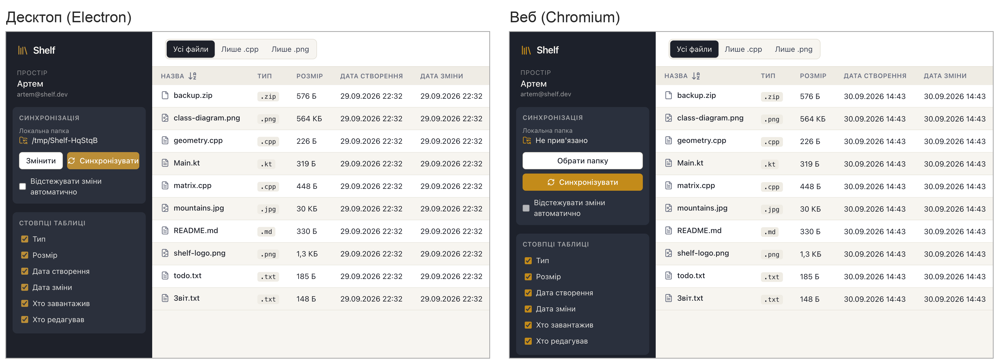 Десктоп (Electron)
Shelf
ПРОСТІР
Артем
artem@shelf.dev
СИНХРОНІЗАЦІЯ
Локальна папка
/tmp/Shelf-HqStqB
Змінити Синхронізувати
Відстежувати зміни
автоматично
СТОВПЦІ ТАБЛИЦІ
Тип
Розмір
Дата створення
Дата зміни
Хто завантажив
Хто редагував
Усі файли Лише .cpp Лише .png
НАЗВА ТИП РОЗМІР ДАТА СТВОРЕННЯ ДАТА ЗМІНИ
backup.zip .zip 576 Б 29.09.2026 22:32 29.09.2026 22:32
class-diagram.png .png 564 КБ 29.09.2026 22:32 29.09.2026 22:32
geometry.cpp .cpp 226 Б 29.09.2026 22:32 29.09.2026 22:32
Main.kt .kt 319 Б 29.09.2026 22:32 29.09.2026 22:32
matrix.cpp .cpp 448 Б 29.09.2026 22:32 29.09.2026 22:32
mountains.jpg .jpg 30 КБ 29.09.2026 22:32 29.09.2026 22:32
README.md .md 330 Б 29.09.2026 22:32 29.09.2026 22:32
shelf-logo.png .png 1,3 КБ 29.09.2026 22:32 29.09.2026 22:32
todo.txt .txt 185 Б 29.09.2026 22:32 29.09.2026 22:32
Звіт.txt .txt 148 Б 29.09.2026 22:32 29.09.2026 22:32
Веб (Chromium)
Shelf
ПРОСТІР
Артем
artem@shelf.dev
СИНХРОНІЗАЦІЯ
Локальна папка
Не прив'язано
Обрати папку
Синхронізувати
Відстежувати зміни
автоматично
СТОВПЦІ ТАБЛИЦІ
Тип
Розмір
Дата створення
Дата зміни
Хто завантажив
Хто редагував
Усі файли Лише .cpp Лише .png
НАЗВА ТИП РОЗМІР ДАТА СТВОРЕННЯ ДАТА ЗМІНИ
backup.zip .zip 576 Б 30.09.2026 14:43 30.09.2026 14:43
class-diagram.png .png 564 КБ 30.09.2026 14:43 30.09.2026 14:43
geometry.cpp .cpp 226 Б 30.09.2026 14:43 30.09.2026 14:43
Main.kt .kt 319 Б 30.09.2026 14:43 30.09.2026 14:43
matrix.cpp .cpp 448 Б 30.09.2026 14:43 30.09.2026 14:43
mountains.jpg .jpg 30 КБ 30.09.2026 14:43 30.09.2026 14:43
README.md .md 330 Б 30.09.2026 14:43 30.09.2026 14:43
shelf-logo.png .png 1,3 КБ 30.09.2026 14:43 30.09.2026 14:43
todo.txt .txt 185 Б 30.09.2026 14:43 30.09.2026 14:43
Звіт.txt .txt 148 Б 30.09.2026 14:43 30.09.2026 14:43